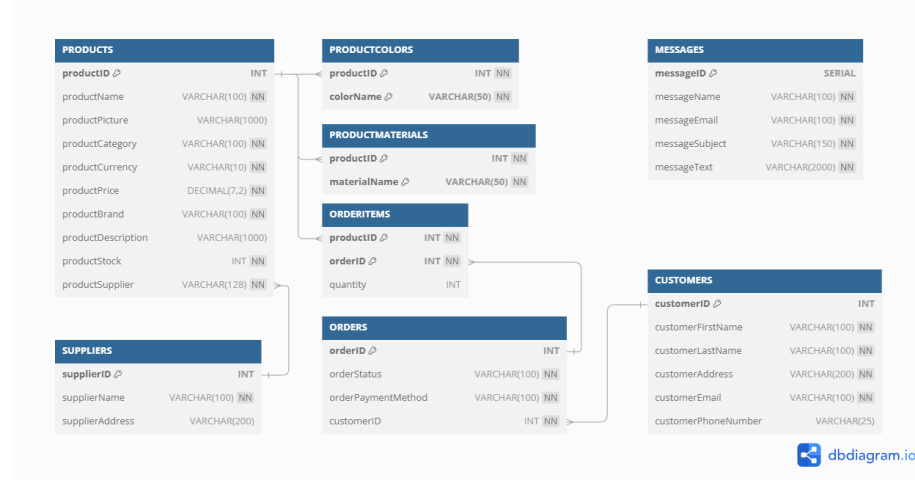 PRODUCTS
productID INT
productName VARCHAR(100) NN
productPicture VARCHAR(1000)
productCategory VARCHAR(100) NN
productCurrency VARCHAR(10) NN
productPrice DECIMAL(7,2) NN
productBrand VARCHAR(100) NN
productDescription VARCHAR(1000)
productStock INT NN
productSupplier VARCHAR(128) NN
SUPPLIERS
supplierID INT
supplierName VARCHAR(100) NN
supplierAddress VARCHAR(200)
PRODUCTCOLORS
productID INT NN
colorName VARCHAR(50) NN
PRODUCTMATERIALS
productID INT NN
materialName VARCHAR(50) NN
ORDERITEMS
productID INT NN
orderID INT NN
quantity INT
ORDERS
orderID INT
orderStatus VARCHAR(100) NN
orderPaymentMethod VARCHAR(100) NN
customerID INT NN
MESSAGES
messageID SERIAL
messageName VARCHAR(100) NN
messageEmail VARCHAR(100) NN
messageSubject VARCHAR(150) NN
messageText VARCHAR(2000) NN
CUSTOMERS
customerID INT
customerFirstName VARCHAR(100) NN
customerLastName VARCHAR(100) NN
customerAddress VARCHAR(200) NN
customerEmail VARCHAR(100) NN
customerPhoneNumber VARCHAR(25)
dbdiagram.io